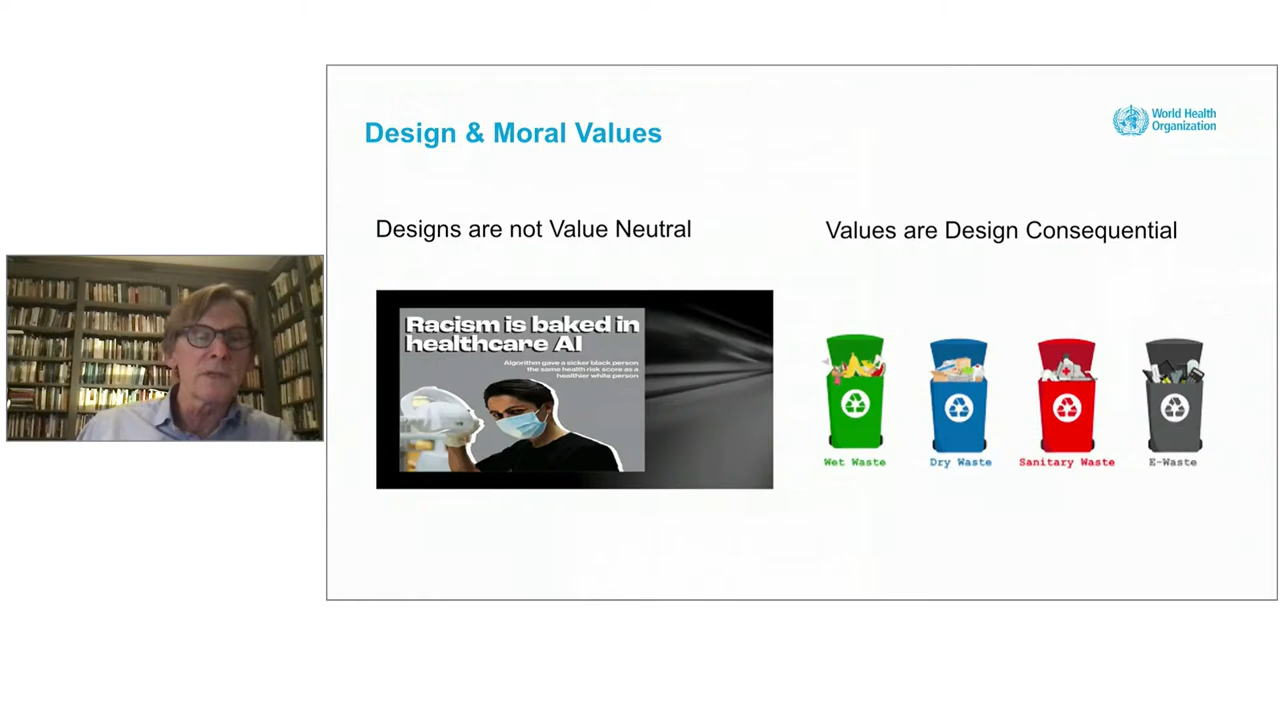 Design & Moral Values
World Health
Organization
Designs are not Value Neutral
Values are Design Consequential
Racism is baked in
healthcare AI
Algorithm gave a sicker black person
the same health risk score as a
healthier white person
Wet Waste
Dry Waste
Sanitary Waste
E-Waste